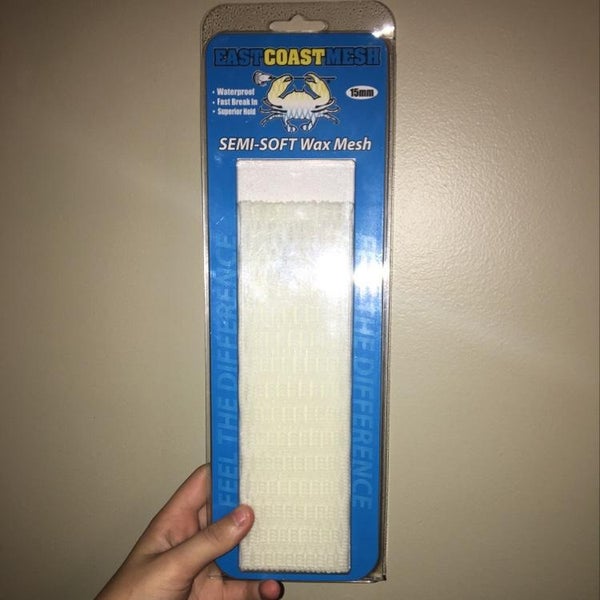 EASTCOASTMESH
• Waterproof
• Fast Break In
• Superior Hold
15mm
SEMI-SOFT Wax Mesh
FEEL THE DIFFERENCE
FEEL THE DIFFERENCE